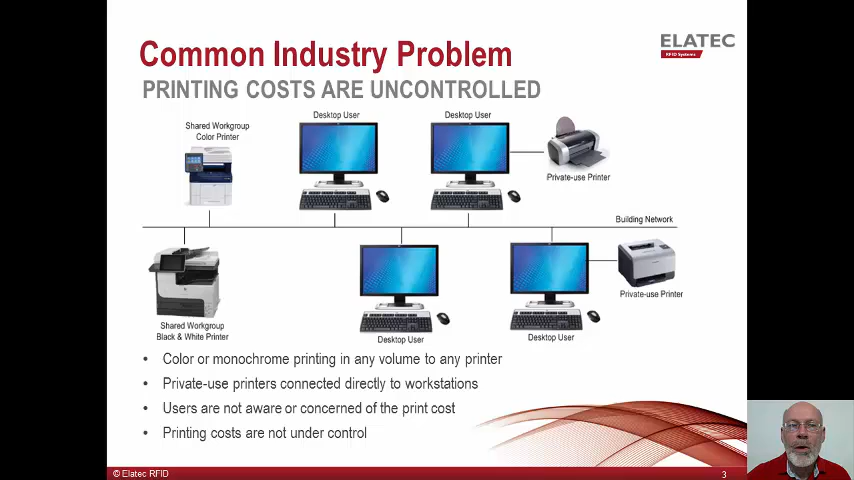 Common Industry Problem
ELATEC
RFID Systems
PRINTING COSTS ARE UNCONTROLLED
Shared Workgroup
Color Printer
Desktop User
Desktop User
Private-use Printer
Building Network
Shared Workgroup
Black & White Printer
Desktop User
Desktop User
Private-use Printer
• Color or monochrome printing in any volume to any printer
• Private-use printers connected directly to workstations
• Users are not aware or concerned of the print cost
• Printing costs are not under control
© Elatec RFID
3